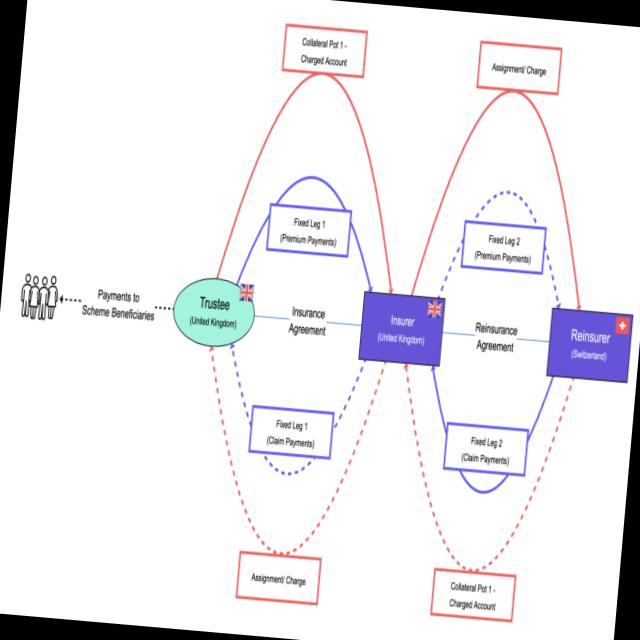 Collateral Pot 1 -
Charged Account
Assignment/ Charge
Fixed Leg 1
(Premium Payments)
Fixed Leg 2
(Premium Payments)
Payments to
Scheme Beneficiaries
Trustee
(United Kingdom)
Insurance
Agreement
Insurer
(United Kingdom)
Reinsurance
Agreement
Reinsurer
(Switzerland)
Fixed Leg 1
(Claim Payments)
Fixed Leg 2
(Claim Payments)
Assignment/ Charge
Collateral Pot 1 -
Charged Account